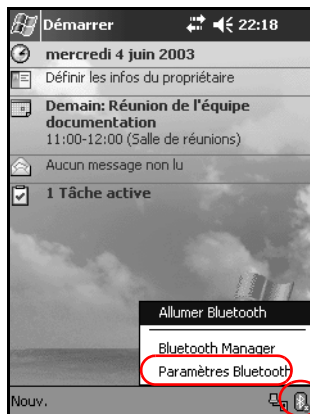 Démarrer 22:18
mercredi 4 juin 2003
Définir les infos du propriétaire
Demain: Réunion de l'équipe
documentation
11:00-12:00 (Salle de réunions)
Aucun message non lu
1 Tâche active
Allumer Bluetooth
Bluetooth Manager
Paramètres Bluetooth
Nouv.